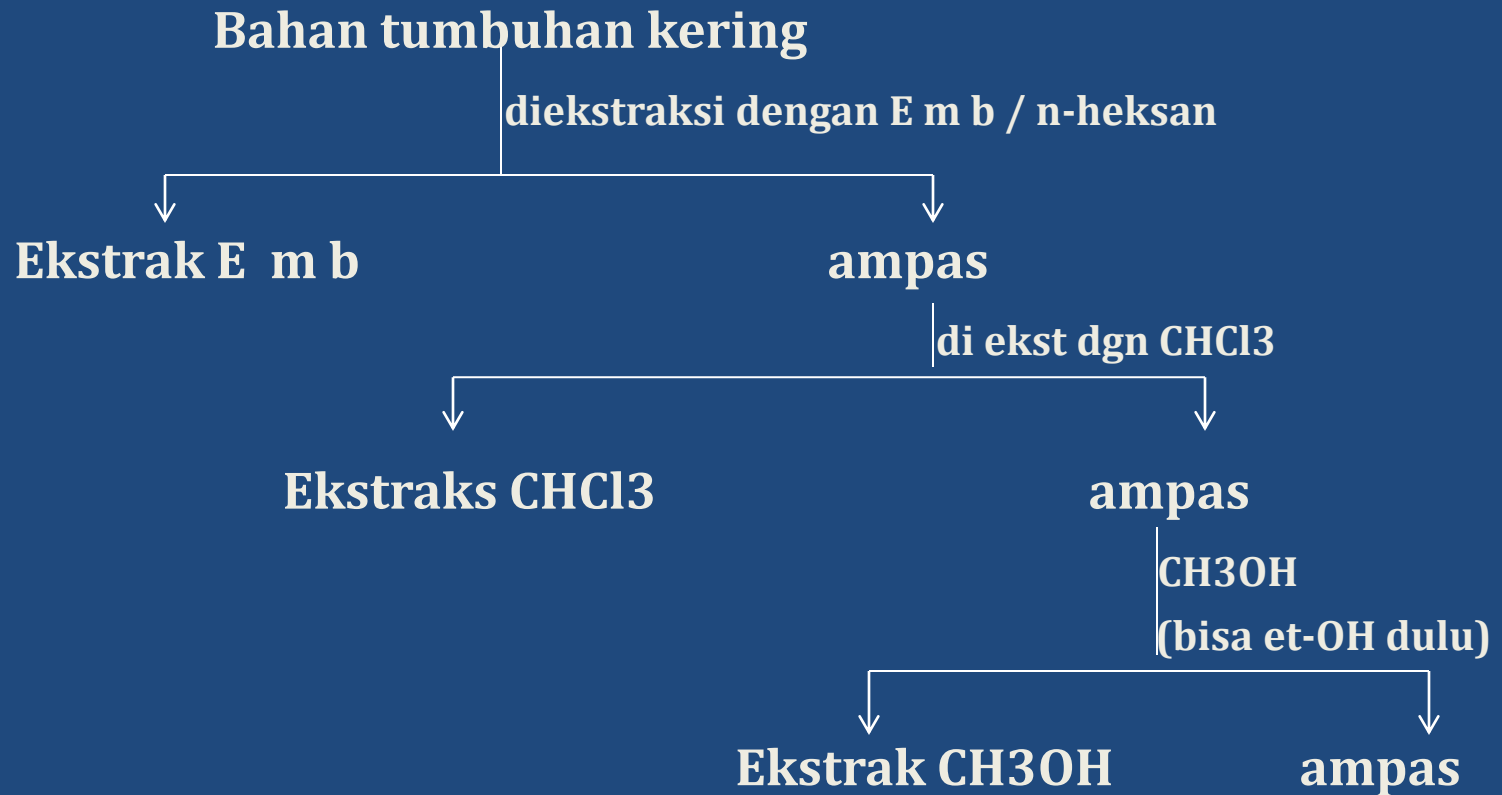 Bahan tumbuhan kering
diekstraksi dengan E m b / n-heksan
Ekstrak E m b
ampas
di ekst dgn CHCl3
Ekstraks CHCl3
ampas
CH3OH
(bisa et-OH dulu)
Ekstrak CH3OH
ampas